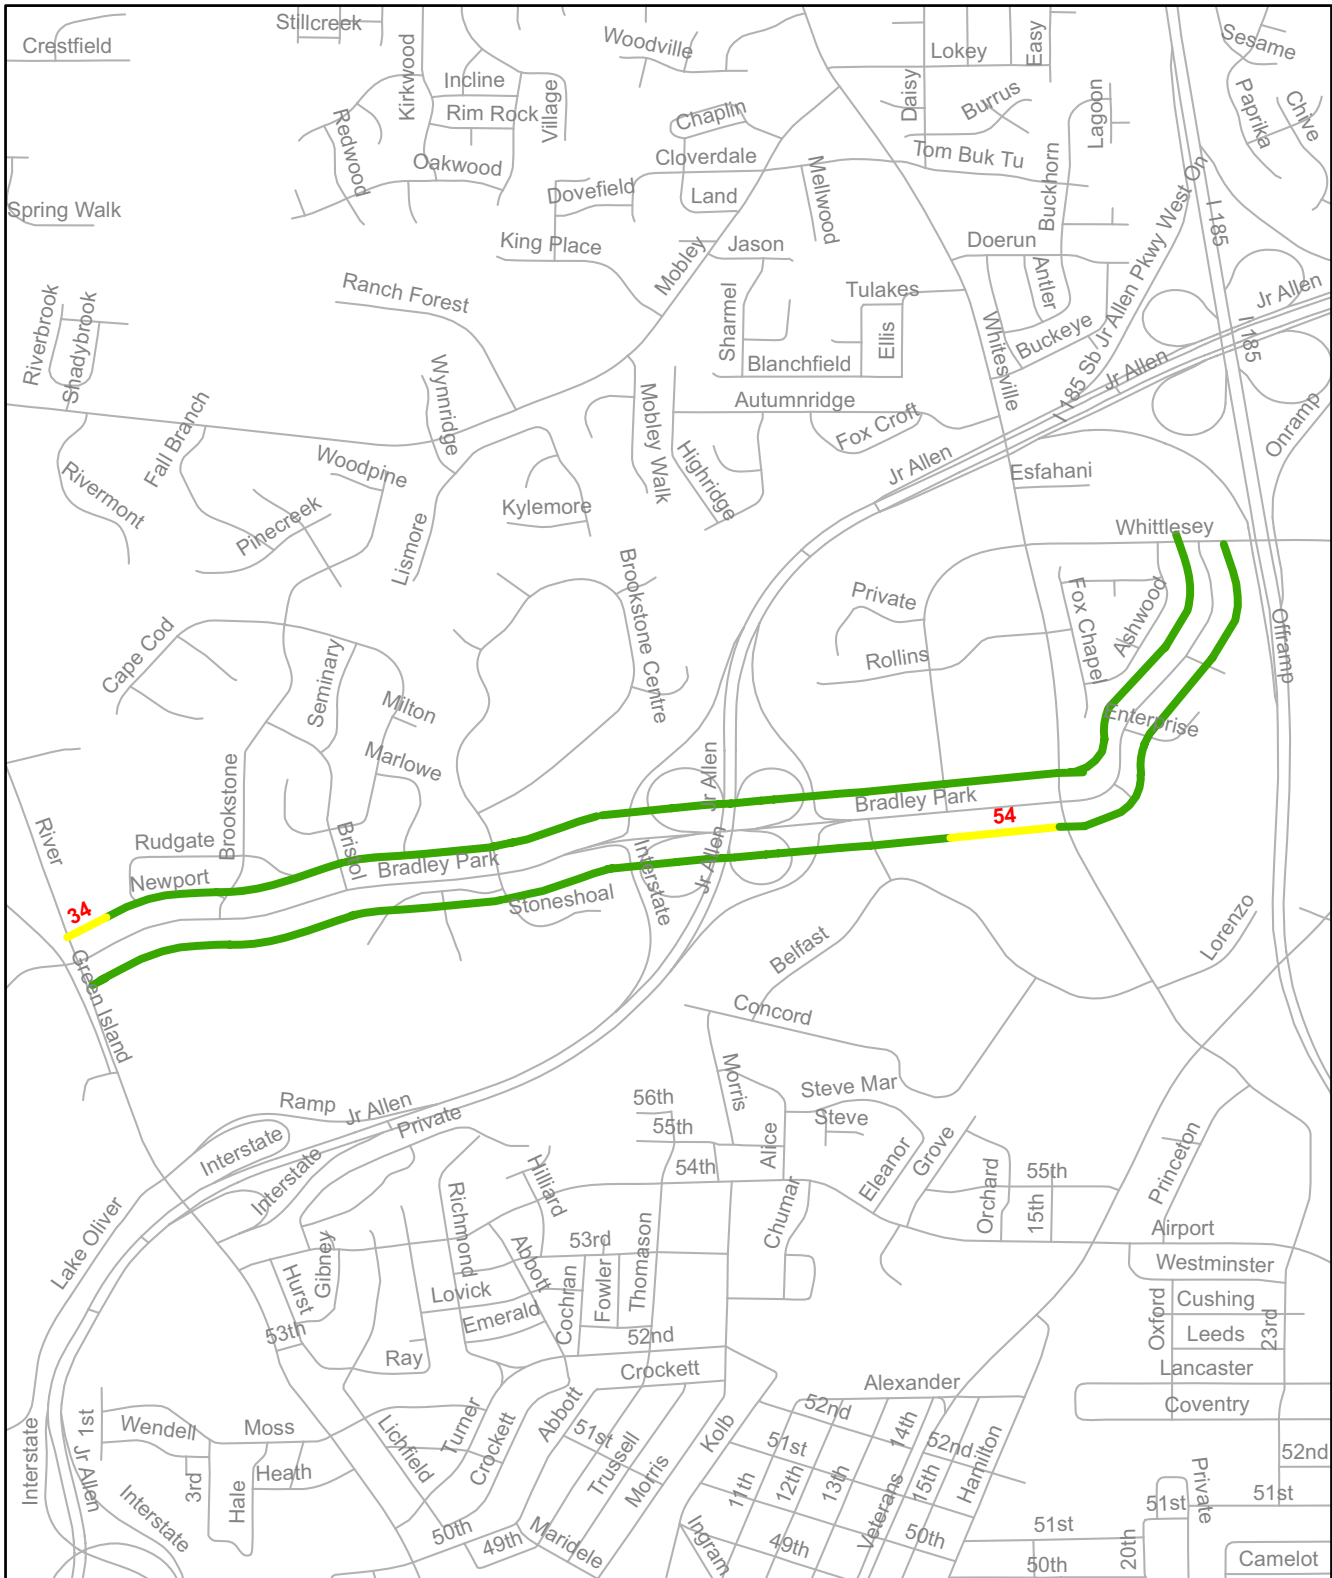 Stillcreek
Crestfield
Kirkwood
Woodville
Lokey
Easy
Sesame
Incline
Rim Rock
Village
Redwood
Oakwood
Chaplin
Cloverdale
Daisy
Burrus
Lagoon
Paprika
Chive
Tom Buk Tu
Dovefield
Land
Mellwood
Buckhorn
Spring Walk
King Place
Mobley
Jason
Doerun
I 185
I 185 Sb Jr Allen Pkwy West On
Ranch Forest
Riverbrook
Shadybrook
Sharmel
Tulakes
Ellis
Antler
Jr Allen
Whitesville
Buckeye
I 185
Blanchfield
Jr Allen
Wynnridge
Mobley Walk
Autumnridge
Fox Croft
Onramp
Fall Branch
Rivermont
Woodpine
Highridge
Jr Allen
Esfahani
Pinecreek
Lismore
Kylemore
Whittlesey
Brookstone Centre
Private
Fox Chapel
Ashwood
Offramp
Cape Cod
Seminary
Rollins
Milton
Enterprise
Marlowe
Jr Allen
Brookstone
River
Rudgate
Bristol
Bradley Park
Bradley Park
54
Newport
Jr Allen
Interstate
34
Stoneshoal
Green Island
Belfast
Lorenzo
Concord
Morris
Steve Mar
Ramp
Jr Allen
Private
56th
Steve
55th
Alice
Interstate
Eleanor
Grove
Interstate
54th
Hilliard
Orchard
55th
15th
Princeton
Richmond
Chumar
Airport
Lake Oliver
Gibney
Abbott
53rd
Thomason
Westminster
Hurst
Lovick
Cochran
Fowler
Emerald
Oxford
Cushing
23rd
53th
52nd
Leeds
Ray
Crockett
Lancaster
Alexander
Coventry
Interstate
1st
Wendell
Moss
Lichfield
Turner
Crockett
Abbott
51st
Kolb
52nd
14th
52nd
Hamilton
52nd
Jr Allen
Heath
Trussell
Morris
51st
12th
13th
11th
15th
Private
3rd
Hale
Interstate
51st
51st
50th
49th
Maridele
Ingram
49th
Veterans
50th
51st
20th
50th
Camelot